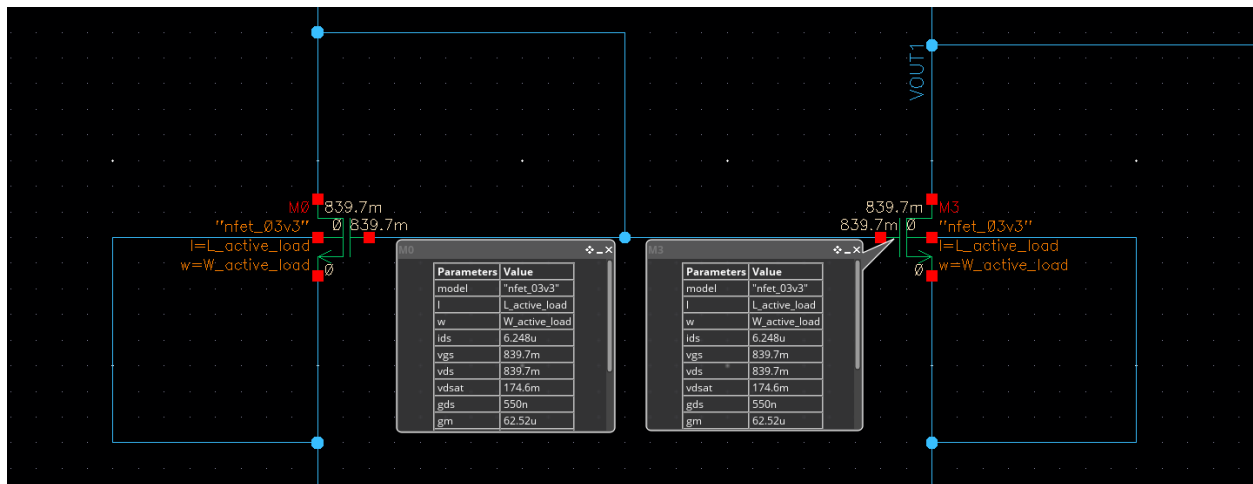 VOUT1
M0 839.7m
"nfet_03v3" 0 839.7m
l=L_active_load
w=W_active_load 0
839.7m M3
839.7m 0 "nfet_03v3"
l=L_active_load
0 w=W_active_load
M0
Parameters Value
model "nfet_03v3"
l L_active_load
w W_active_load
ids 6.248u
vgs 839.7m
vds 839.7m
vdsat 174.6m
gds 550n
gm 62.52u
M3
Parameters Value
model "nfet_03v3"
l L_active_load
w W_active_load
ids 6.248u
vgs 839.7m
vds 839.7m
vdsat 174.6m
gds 550n
gm 62.52u